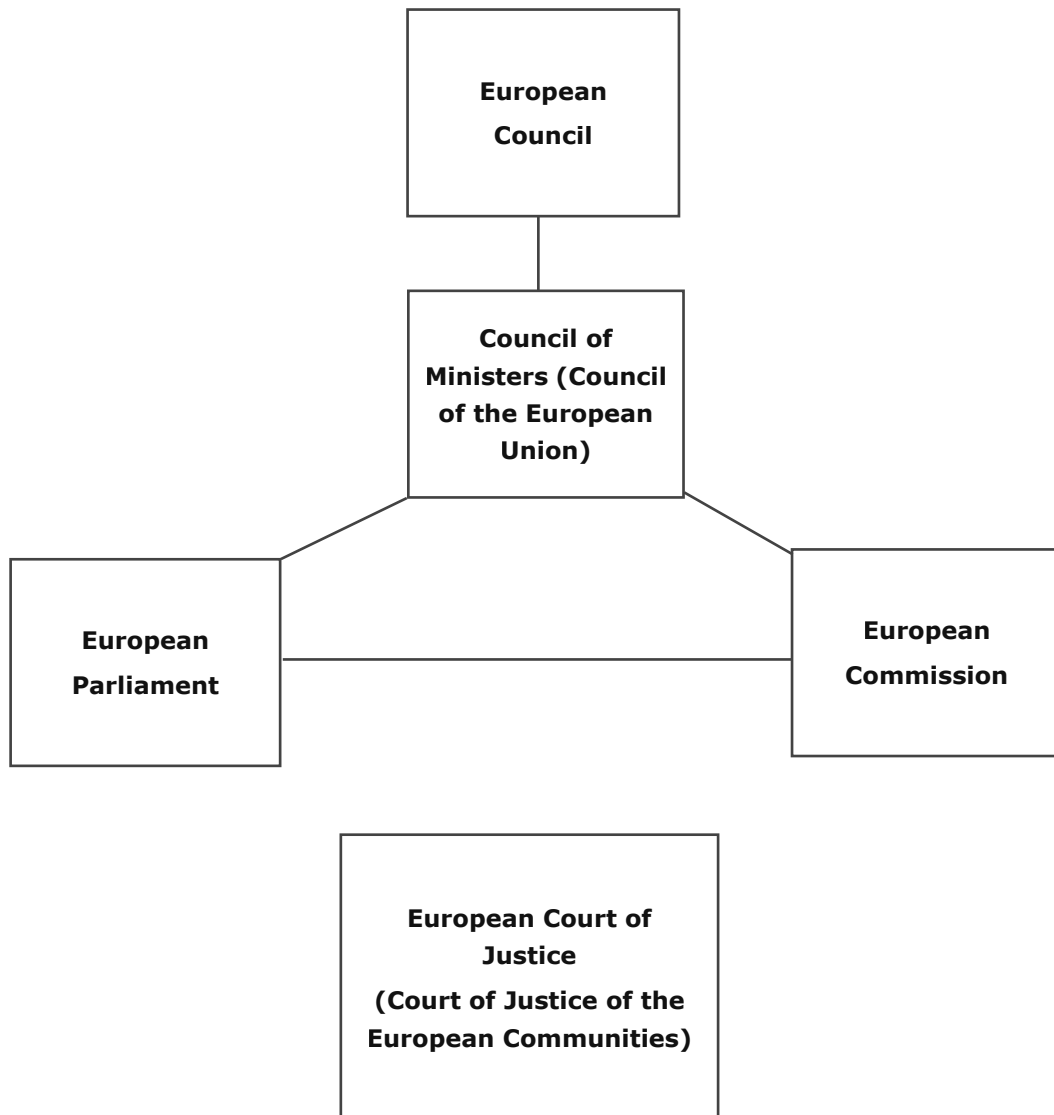 European
Council
Council of
Ministers (Council
of the European
Union)
European
Parliament
European
Commission
European Court of
Justice
(Court of Justice of the
European Communities)